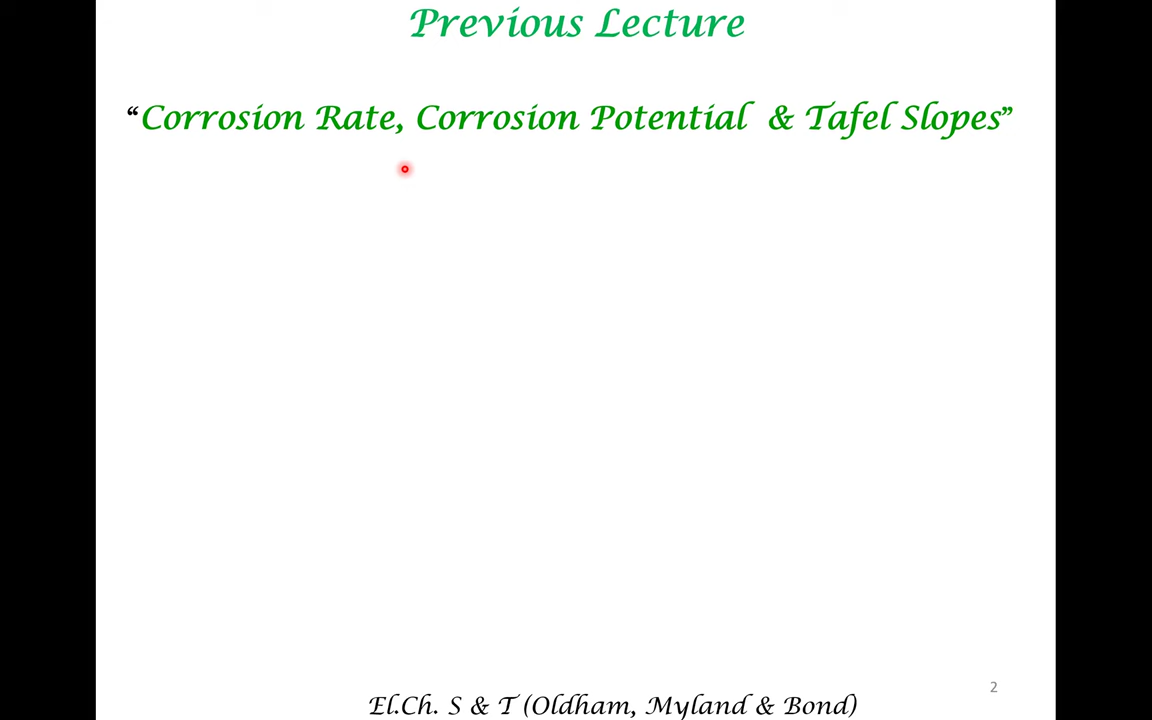 Previous Lecture
“Corrosion Rate, Corrosion Potential & Tafel Slopes”
2
El.Ch. S & T (Oldham, Myland & Bond)